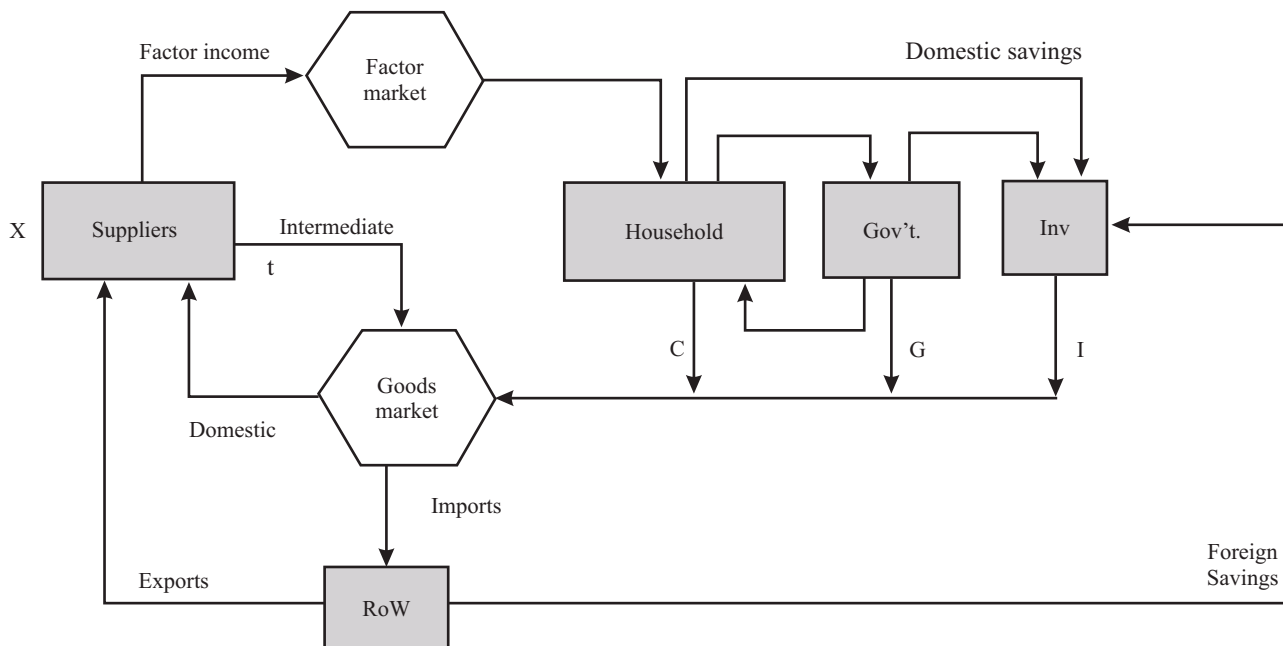 Factor income
Factor
market
Domestic savings
X
Suppliers
Intermediate
t
Household
Gov’t.
Inv
C
G
I
Goods
market
Domestic
Imports
Exports
RoW
Foreign
Savings